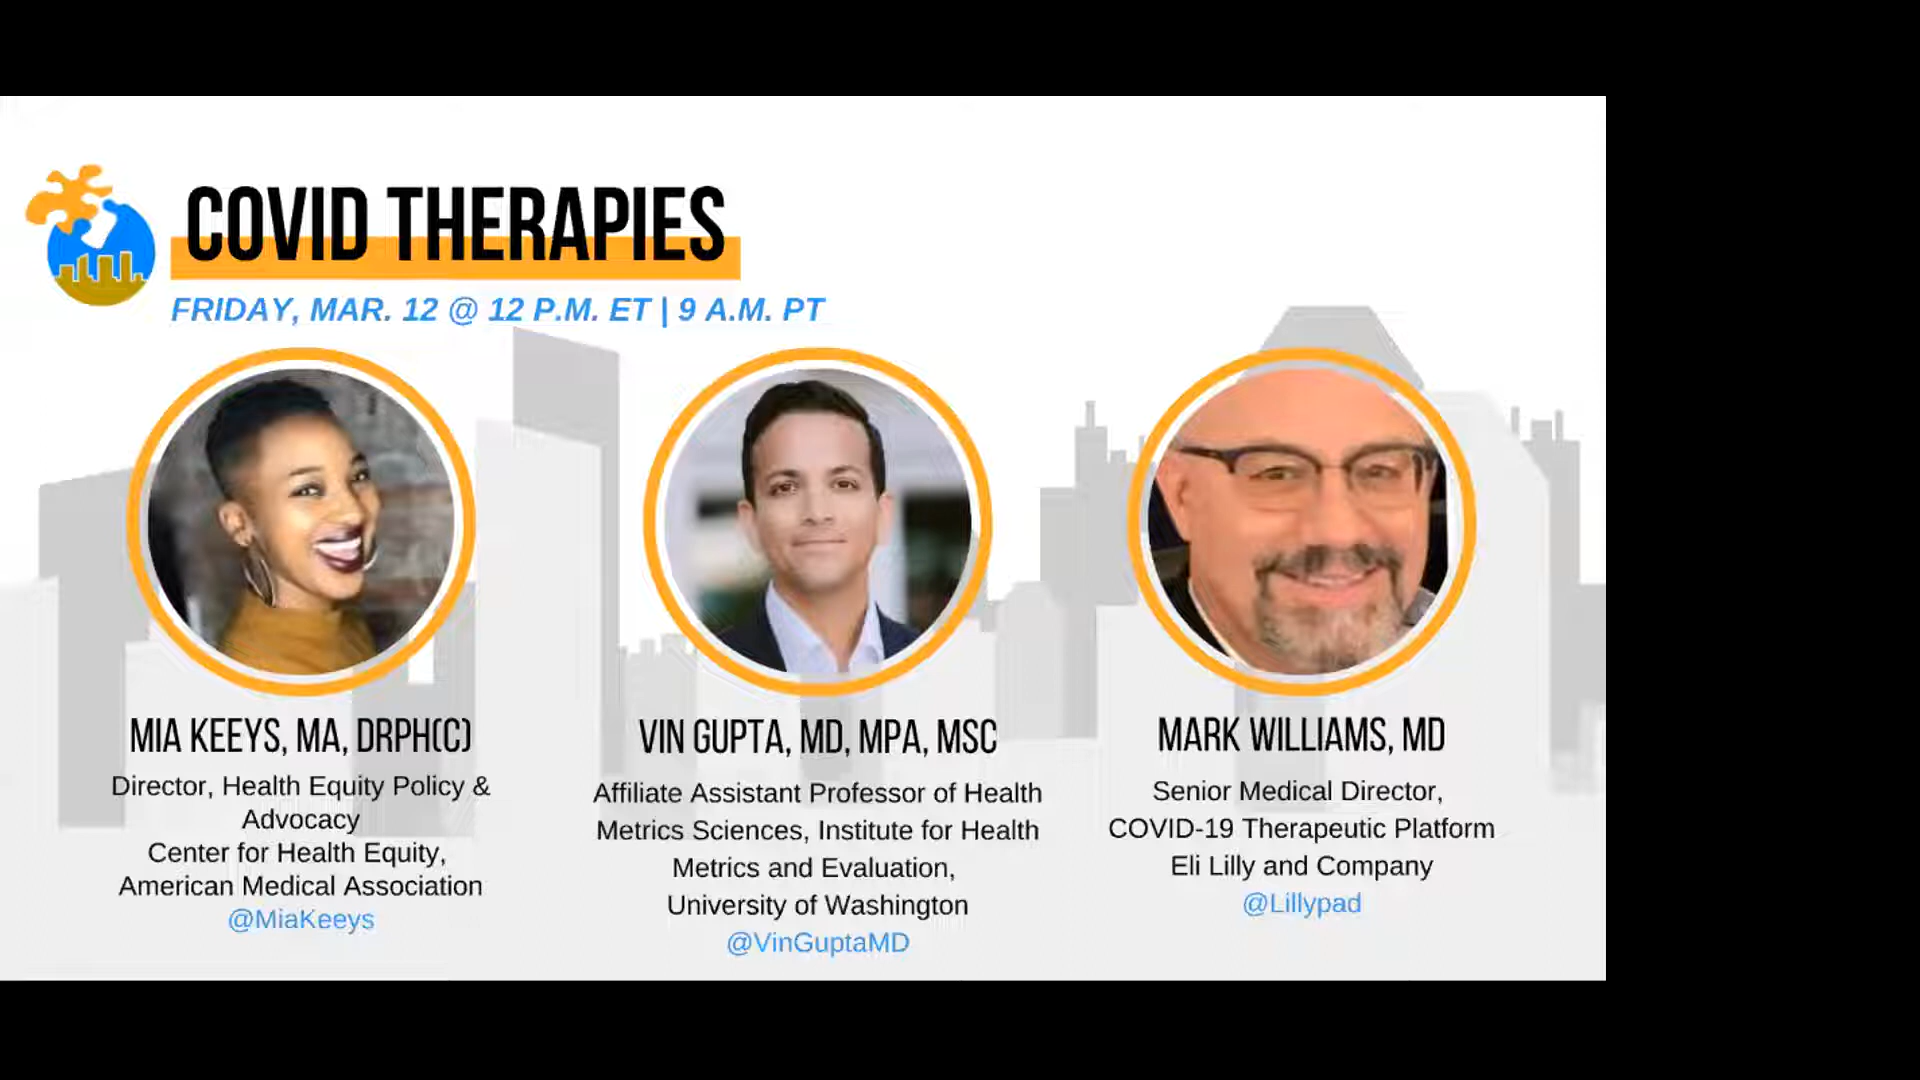 COVID THERAPIES
FRIDAY, MAR. 12 @ 12 P.M. ET | 9 A.M. PT
MIA KEEYS, MA, DRPH(C)
Director, Health Equity Policy &
Advocacy
Center for Health Equity,
American Medical Association
@MiaKeeys
VIN GUPTA, MD, MPA, MSC
Affiliate Assistant Professor of Health
Metrics Sciences, Institute for Health
Metrics and Evaluation,
University of Washington
@VinGuptaMD
MARK WILLIAMS, MD
Senior Medical Director,
COVID-19 Therapeutic Platform
Eli Lilly and Company
@Lillypad